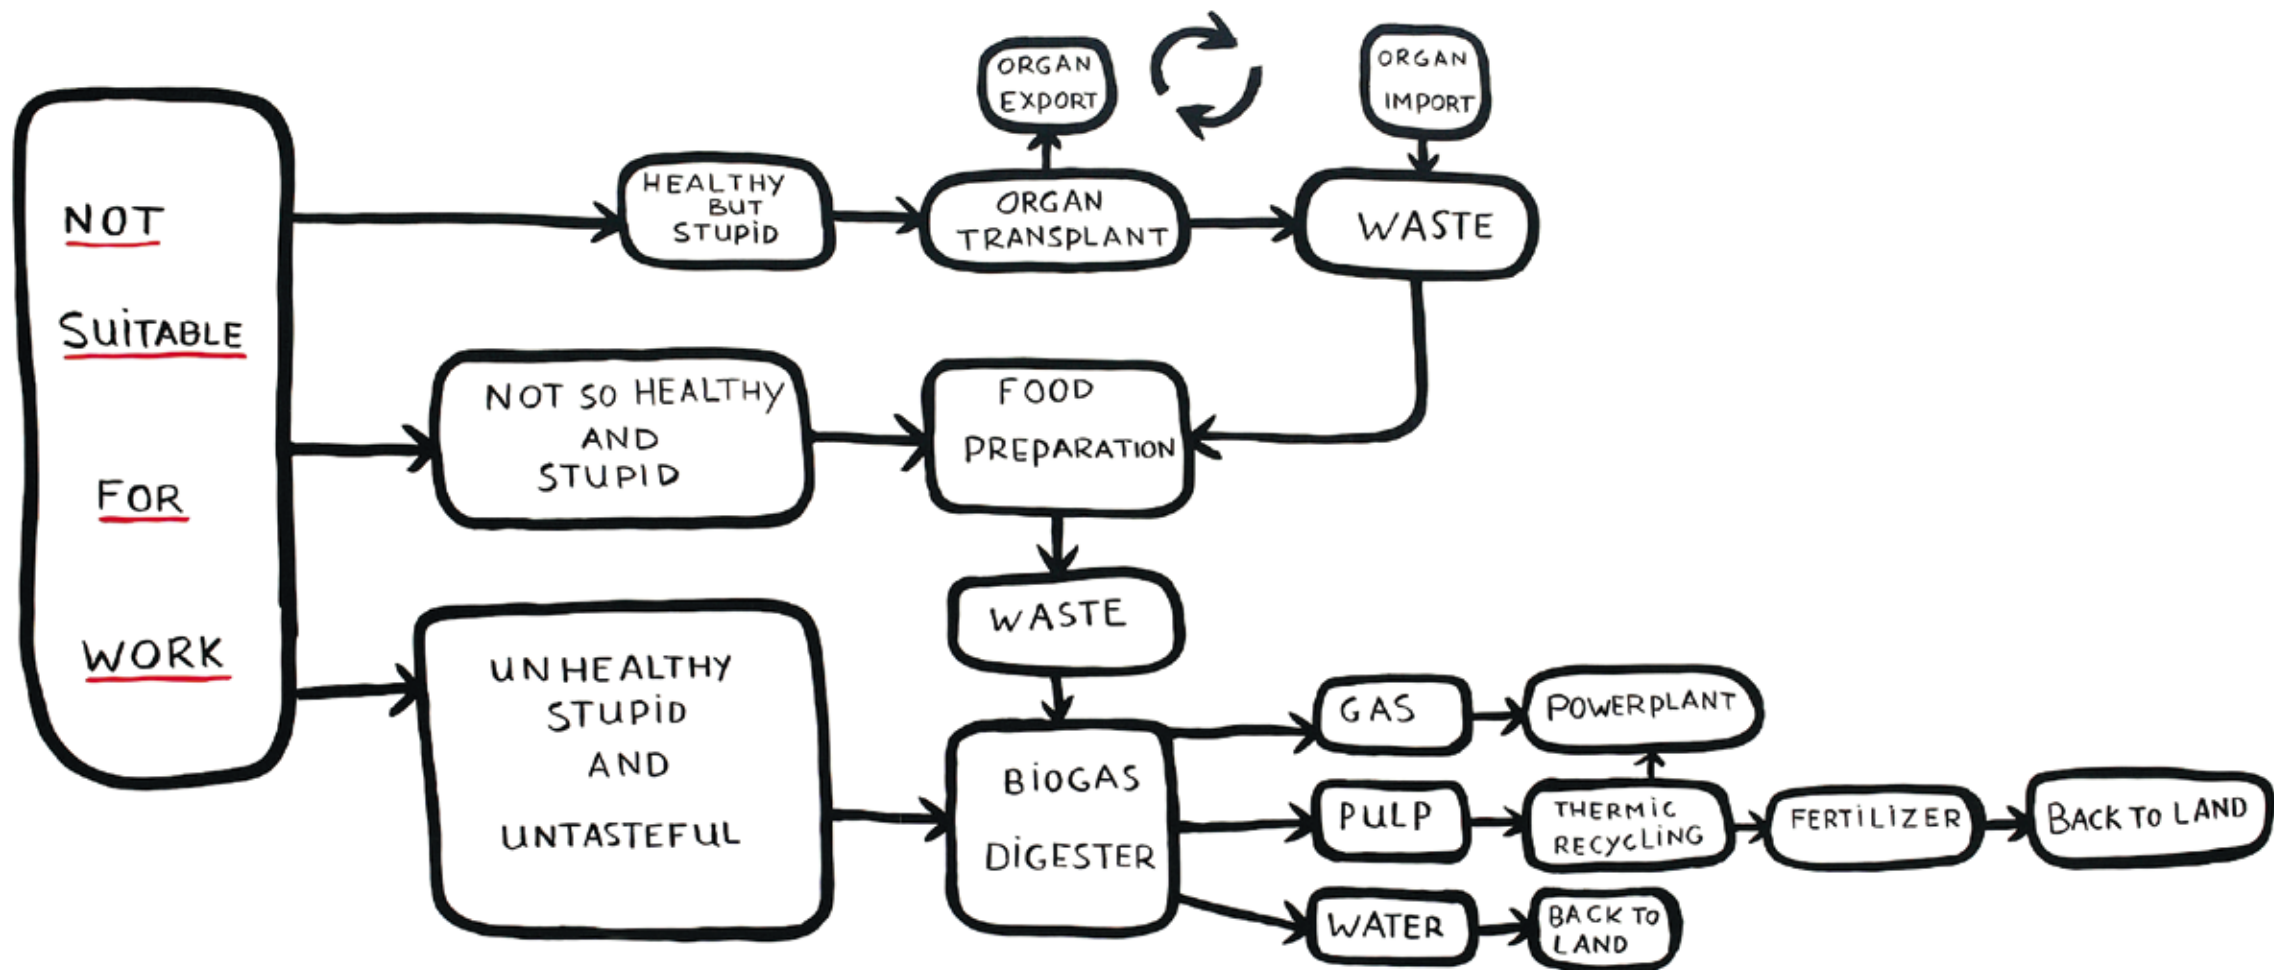 NOT
SUITABLE
FOR
WORK
HEALTHY
BUT
STUPID
ORGAN
TRANSPLANT
ORGAN
EXPORT
ORGAN
IMPORT
WASTE
NOT SO HEALTHY
AND
STUPID
FOOD
PREPARATION
WASTE
UNHEALTHY
STUPID
AND
UNTASTEFUL
BIOGAS
DIGESTER
GAS
POWERPLANT
PULP
THERMIC
RECYCLING
FERTILIZER
BACK TO LAND
WATER
BACK TO
LAND